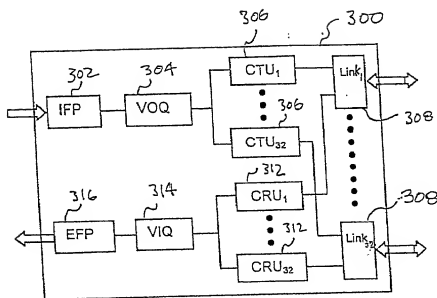 306
300
302
304
CTU1
Link1
IFP
VOQ
306
308
CTU32
312
316
314
CRU1
308
EFP
VIQ
312
Link32
CRU32